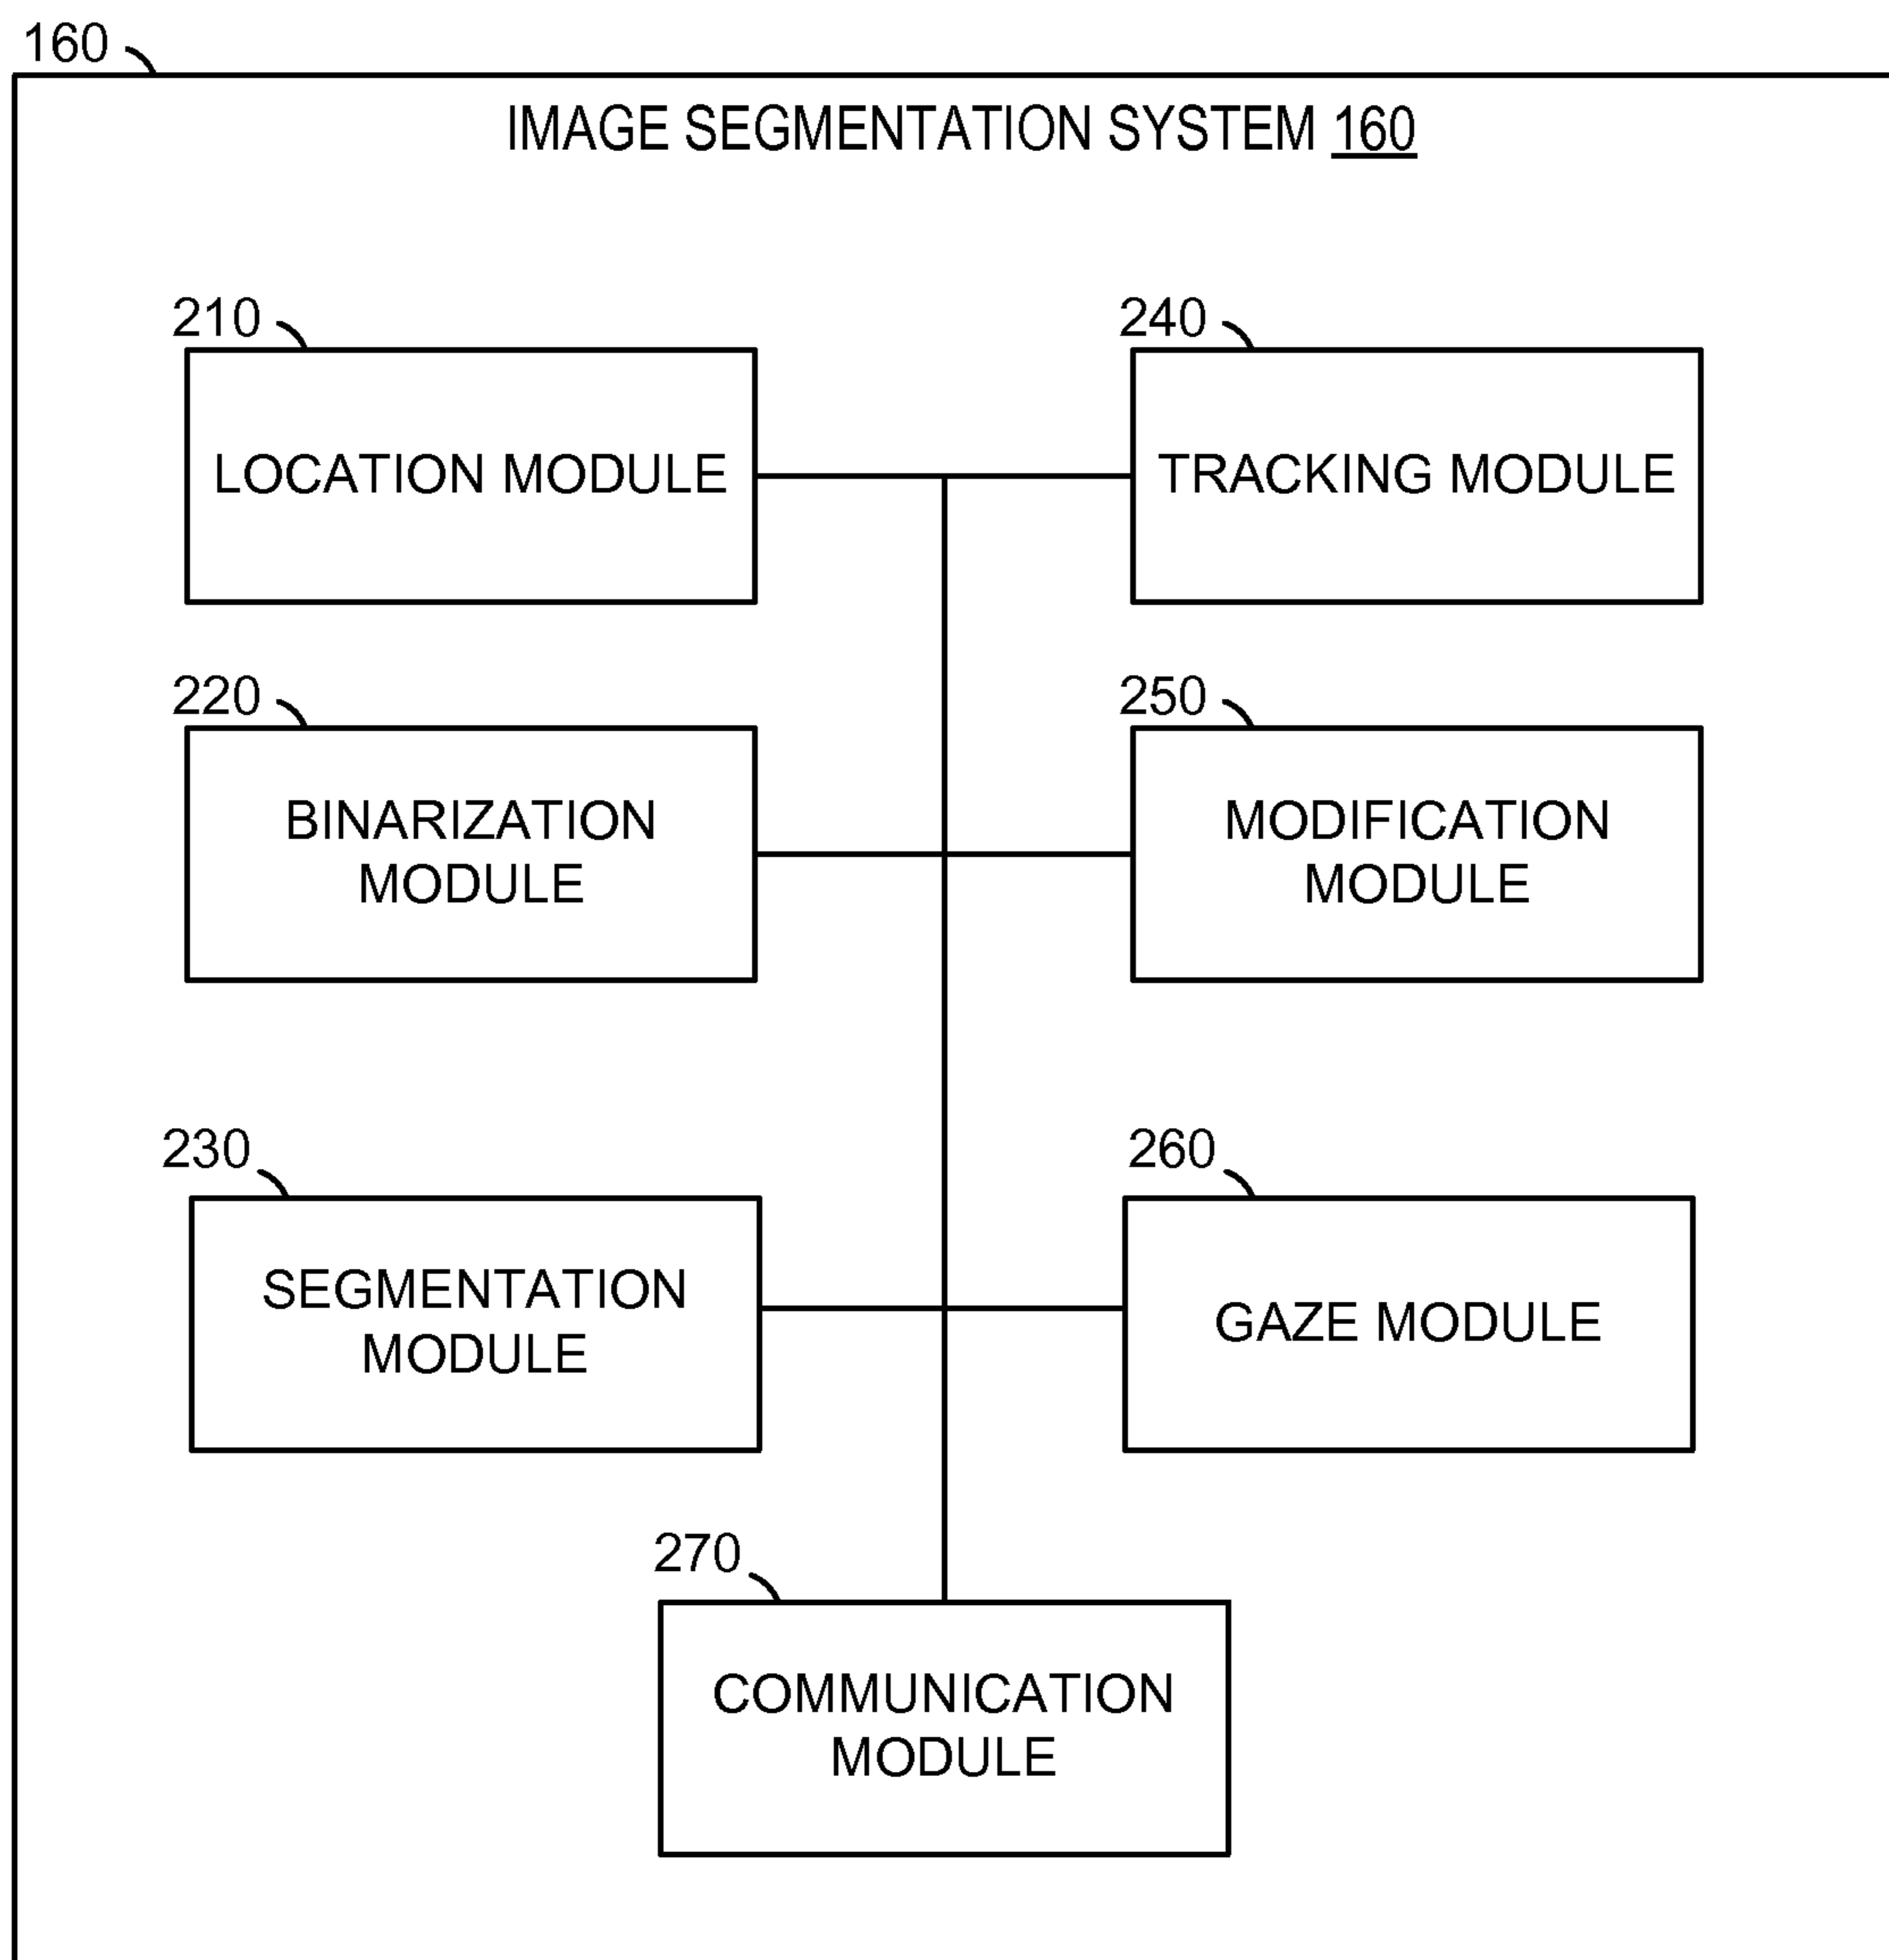 160
IMAGE SEGMENTATION SYSTEM 160
210
LOCATION MODULE
240
TRACKING MODULE
220
BINARIZATION
MODULE
250
MODIFICATION
MODULE
230
SEGMENTATION
MODULE
260
GAZE MODULE
270
COMMUNICATION
MODULE